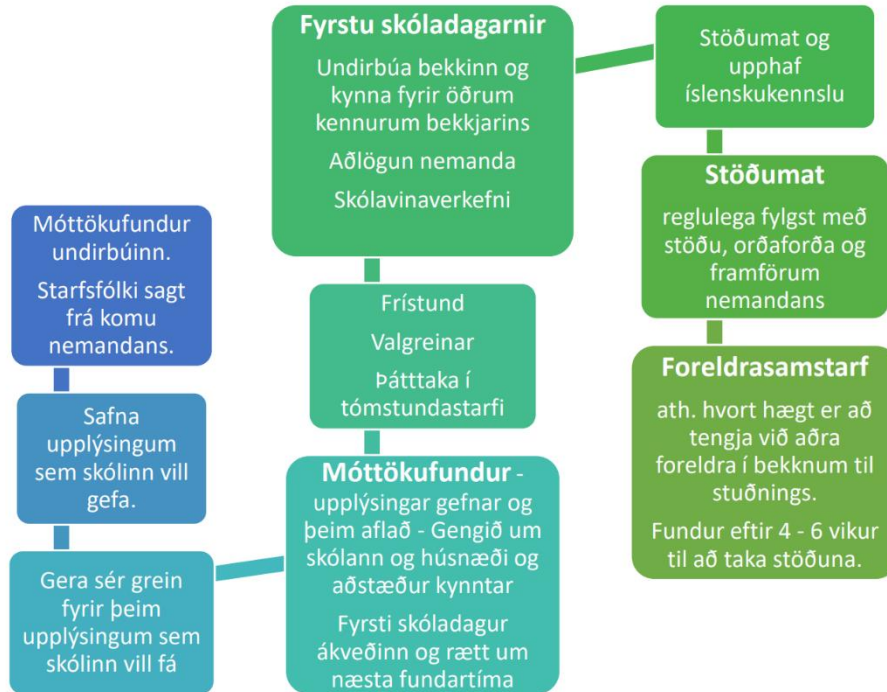 Móttökufundur
undirbúinn.
Starfsfólki sagt
frá komu
nemandans.
Safna
upplýsingum
sem skólinn vill
gefa.
Gera sér grein
fyrir þeim
upplýsingum sem
skólinn vill fá
Móttökufundur -
upplýsingar gefnar og
þeim aflað - Gengið um
skólann og húsnæði og
aðstæður kynntar
Fyrsti skóladagur
ákveðinn og rætt um
næsta fundartíma
Frístund
Valgreinar
Þátttaka í
tómstundastarfi
Fyrstu skóladagarnir
Undirbúa bekkinn og
kynna fyrir öðrum
kennurum bekkjarins
Aðlögun nemanda
Skólavinaverkefni
Stöðumat og
upphaf
íslenskukennslu
Stöðumat
reglulega fylgst með
stöðu, orðaforða og
framförum
nemandans
Foreldrasamstarf
ath. hvort hægt er að
tengja við aðra
foreldra í bekknum til
stuðnings.
Fundur eftir 4 - 6 vikur
til að taka stöðuna.